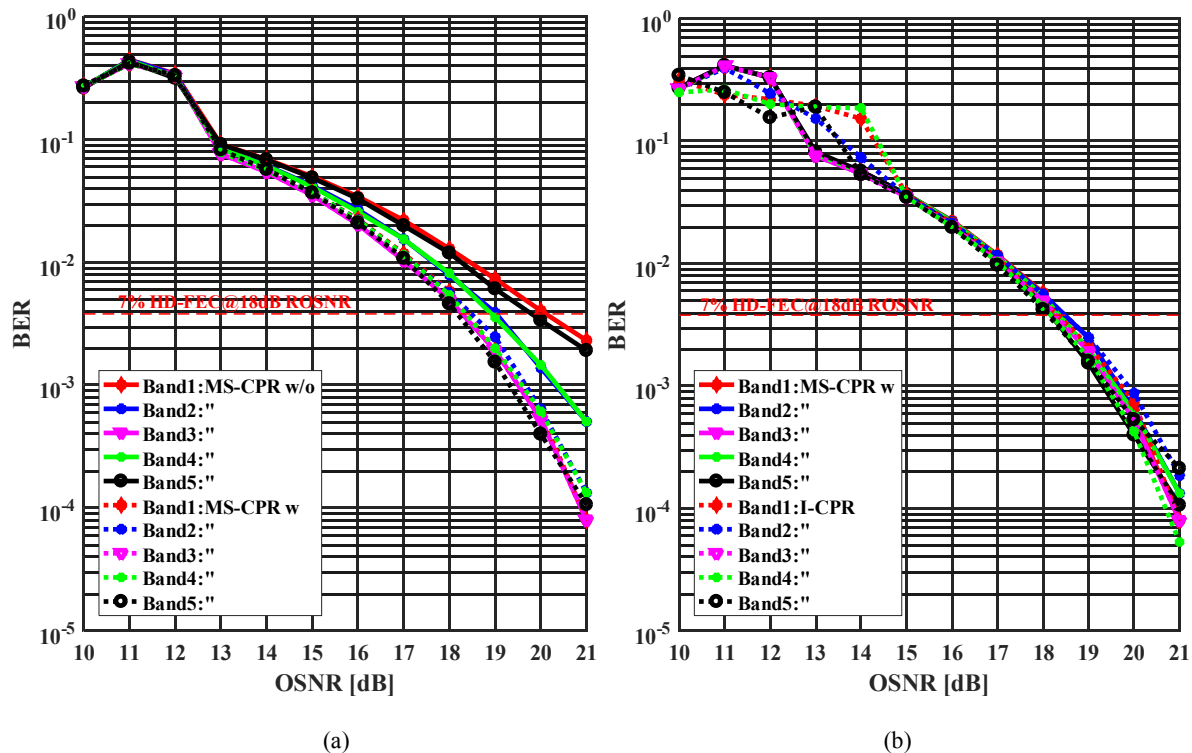 10^0
10^-1
10^-2
10^-3
10^-4
10^-5
BER
7% HD-FEC@18dB ROSNR
Band1:MS-CPR w/o
Band2:"
Band3:"
Band4:"
Band5:"
Band1:MS-CPR w
Band2:"
Band3:"
Band4:"
Band5:"
10 11 12 13 14 15 16 17 18 19 20 21
OSNR [dB]
(a)
10^0
10^-1
10^-2
10^-3
10^-4
10^-5
BER
7% HD-FEC@18dB ROSNR
Band1:MS-CPR w
Band2:"
Band3:"
Band4:"
Band5:"
Band1:I-CPR
Band2:"
Band3:"
Band4:"
Band5:"
10 11 12 13 14 15 16 17 18 19 20 21
OSNR [dB]
(b)